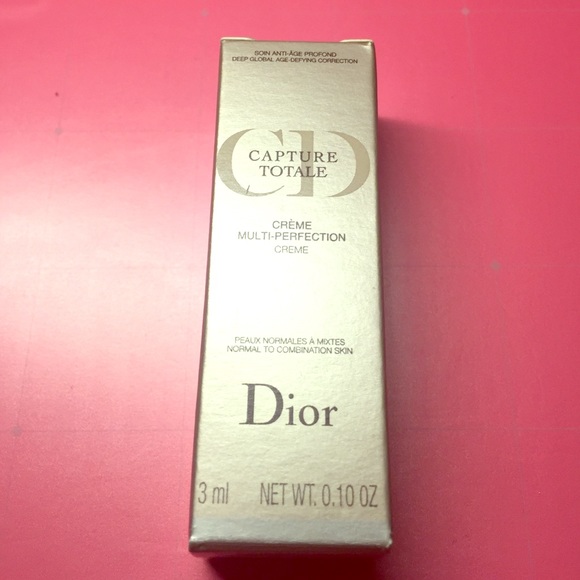 SOIN ANTI-ÂGE PROFOND
DEEP GLOBAL AGE-DEFYING CORRECTION
CD
CAPTURE
TOTALE
CRÈME
MULTI-PERFECTION
CREME
PEAUX NORMALES À MIXTES
NORMAL TO COMBINATION SKIN
Dior
3 ml NET WT. 0.10 OZ